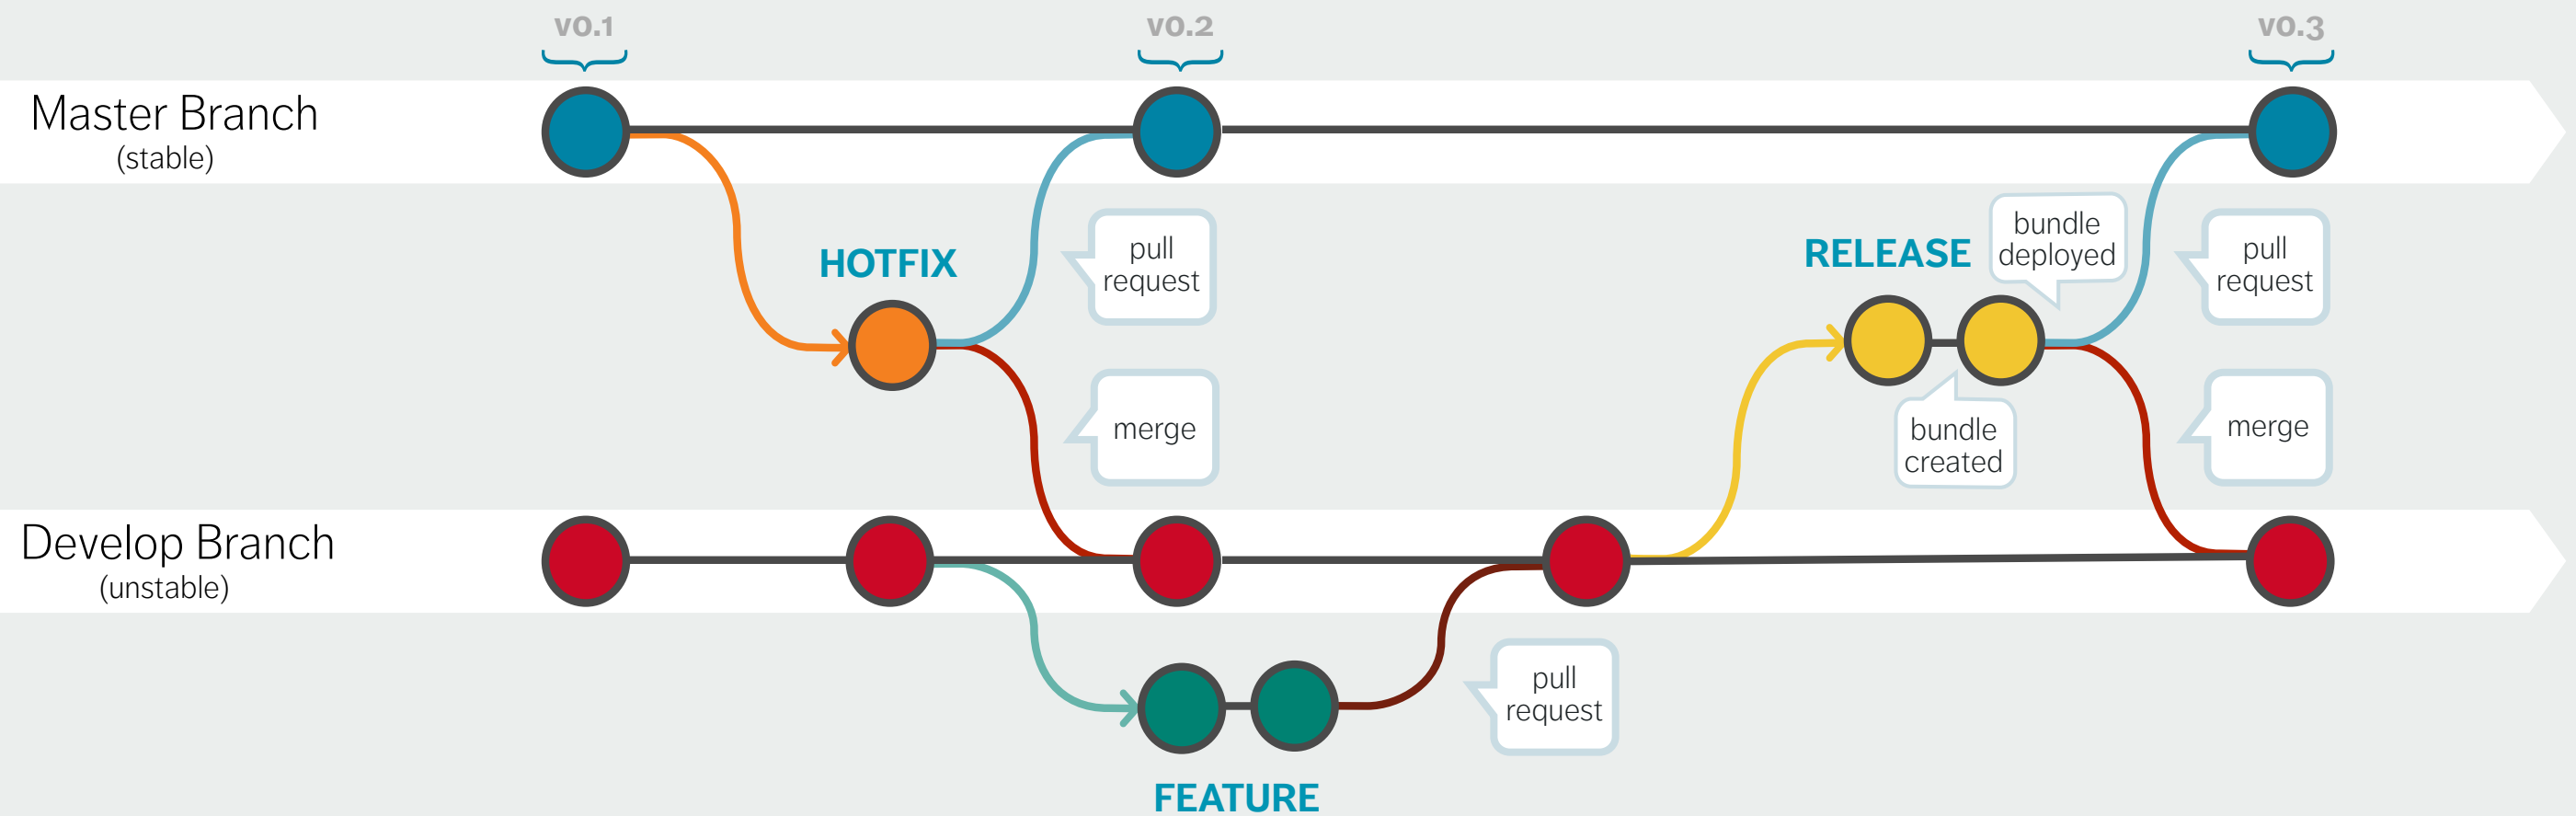 v0.1
v0.2
v0.3
Master Branch
(stable)
HOTFIX
pull
request
RELEASE
bundle
deployed
pull
request
merge
bundle
created
merge
Develop Branch
(unstable)
pull
request
FEATURE